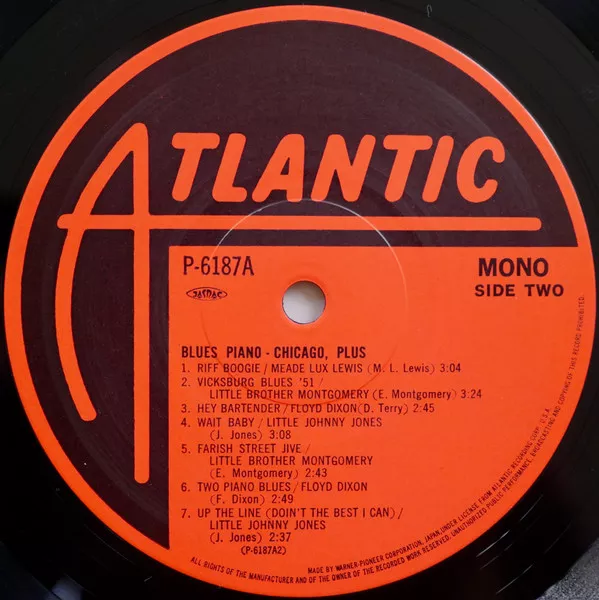 ATLANTIC
P-6187A
MONO
JASRAC
SIDE TWO
BLUES PIANO - CHICAGO, PLUS
1. RIFF BOOGIE / MEADE LUX LEWIS (M. L. Lewis) 3:04
2. VICKSBURG BLUES '51 /
LITTLE BROTHER MONTGOMERY (E. Montgomery) 3:24
3. HEY BARTENDER / FLOYD DIXON (D. Terry) 2:45
4. WAIT BABY / LITTLE JOHNNY JONES
(J. Jones) 3:08
5. FARISH STREET JIVE /
LITTLE BROTHER MONTGOMERY
(E. Montgomery) 2:43
6. TWO PIANO BLUES / FLOYD DIXON
(F. Dixon) 2:49
7. UP THE LINE (DOIN'T THE BEST I CAN) /
LITTLE JOHNNY JONES
(J. Jones) 2:37
(P-6187A2)
MADE BY WARNER-PIONEER CORPORATION, JAPAN, UNDER LICENSE FROM ATLANTIC RECORDING CORP. U.S.A.
ALL RIGHTS OF THE MANUFACTURER AND OF THE OWNER OF THE RECORDED WORK RESERVED. UNAUTHORIZED PUBLIC PERFORMANCE, BROADCASTING AND COPYING OF THIS RECORD PROHIBITED.